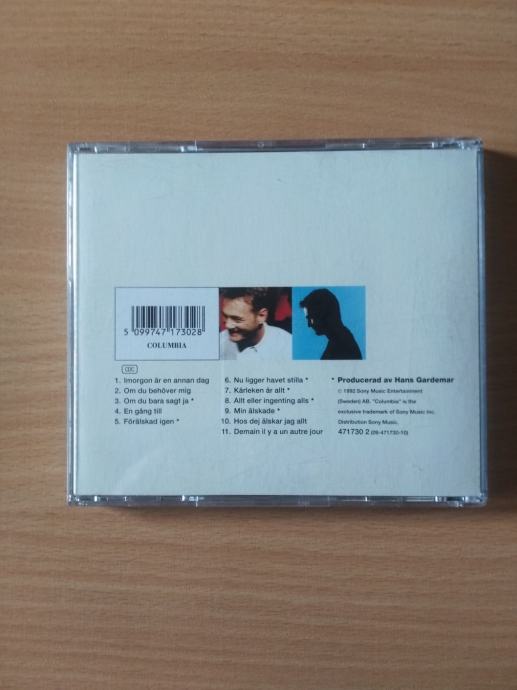 5 099747 173028
COLUMBIA
CDC
1. Imorgon är en annan dag
2. Om du behöver mig
3. Om du bara sagt ja *
4. En gång till
5. Förälskad igen *
6. Nu ligger havet stilla *
7. Kärleken är allt *
8. Allt eller ingenting alls *
9. Min älskade *
10. Hos dej älskar jag allt
11. Demain il y a un autre jour
* Producerad av Hans Gardemar
© 1992 Sony Music Entertainment
(Sweden) AB. "Columbia" is the
exclusive trademark of Sony Music Inc.
Distribution Sony Music.
471730 2 (09-471730-10)